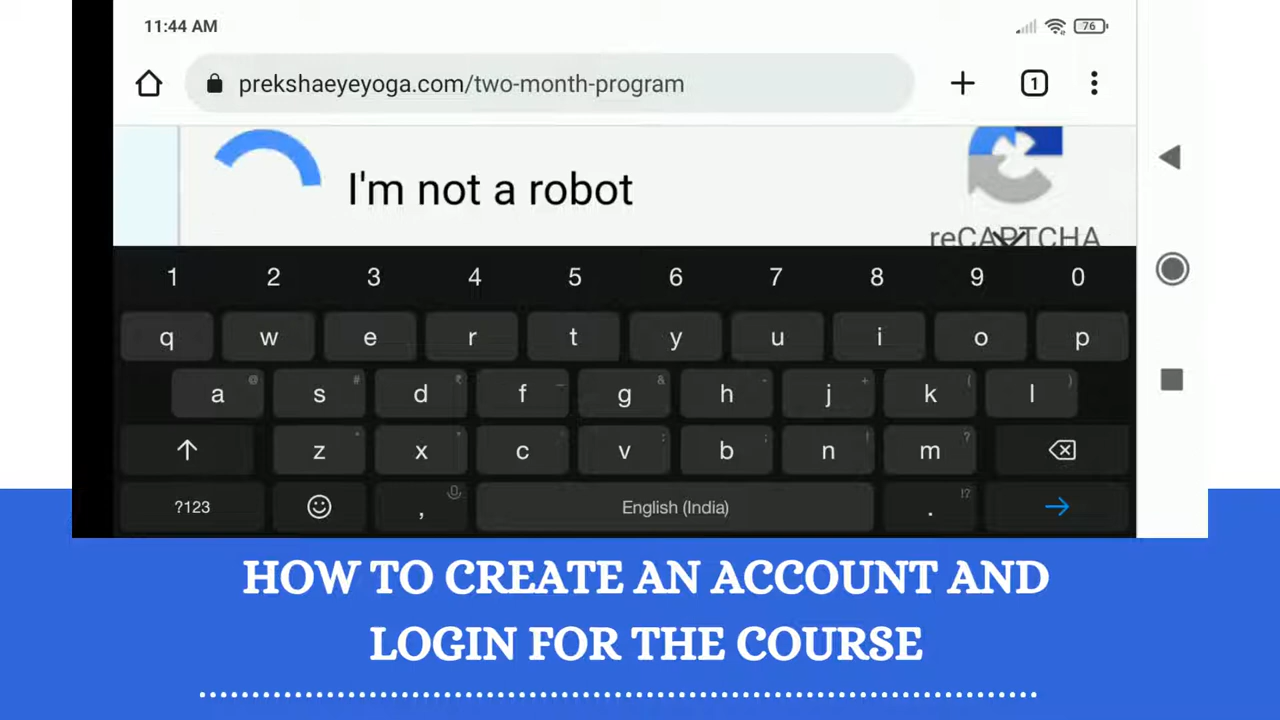 11:44 AM
76
prekshaeyeyoga.com/two-month-program
1
I'm not a robot
reCAPTCHA
1 2 3 4 5 6 7 8 9 0
q w e r t y u i o p
@ # ₹ _ & - + ( )
a s d f g h j k l
* " ' : ; ! ?
z x c v b n m
!?
?123 , English (India) .
HOW TO CREATE AN ACCOUNT AND
LOGIN FOR THE COURSE